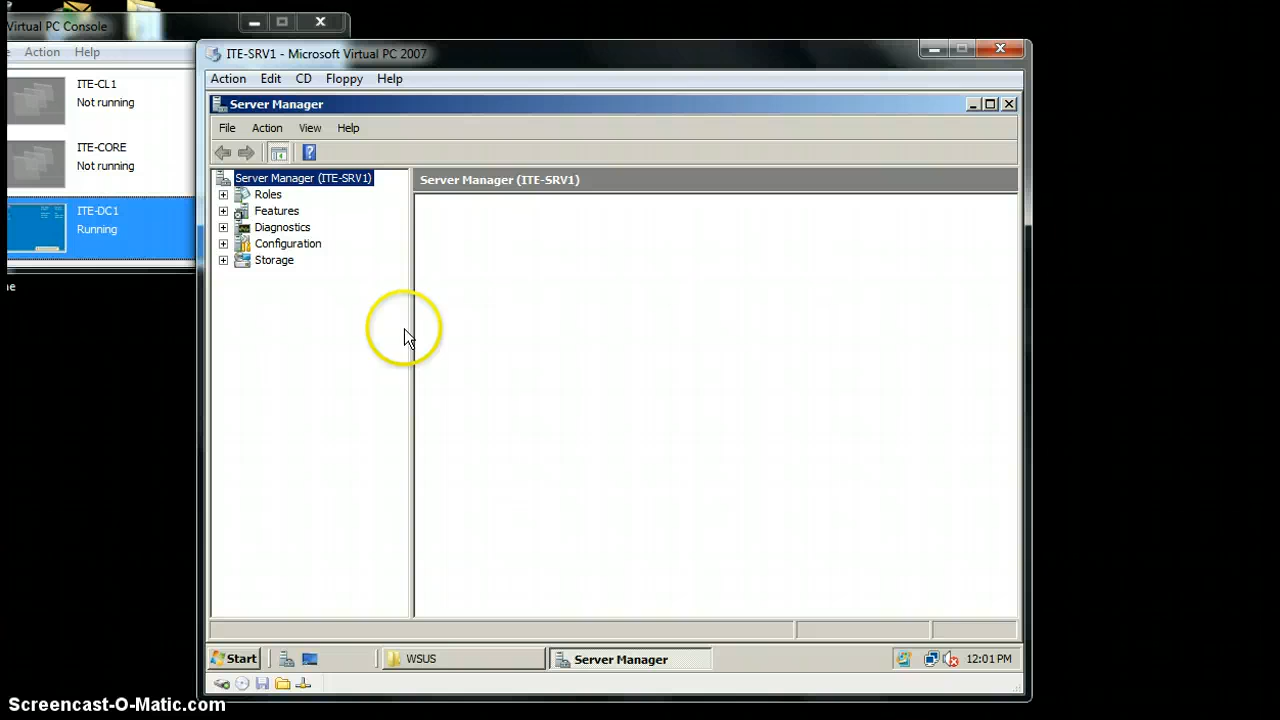 Virtual PC Console
Action Help
ITE-CL1
Not running
ITE-CORE
Not running
ITE-DC1
Running
ITE-SRV1 - Microsoft Virtual PC 2007
Action Edit CD Floppy Help
Server Manager
File Action View Help
Server Manager (ITE-SRV1)
Roles
Features
Diagnostics
Configuration
Storage
Server Manager (ITE-SRV1)
Start WSUS Server Manager 12:01 PM
Screencast-O-Matic.com